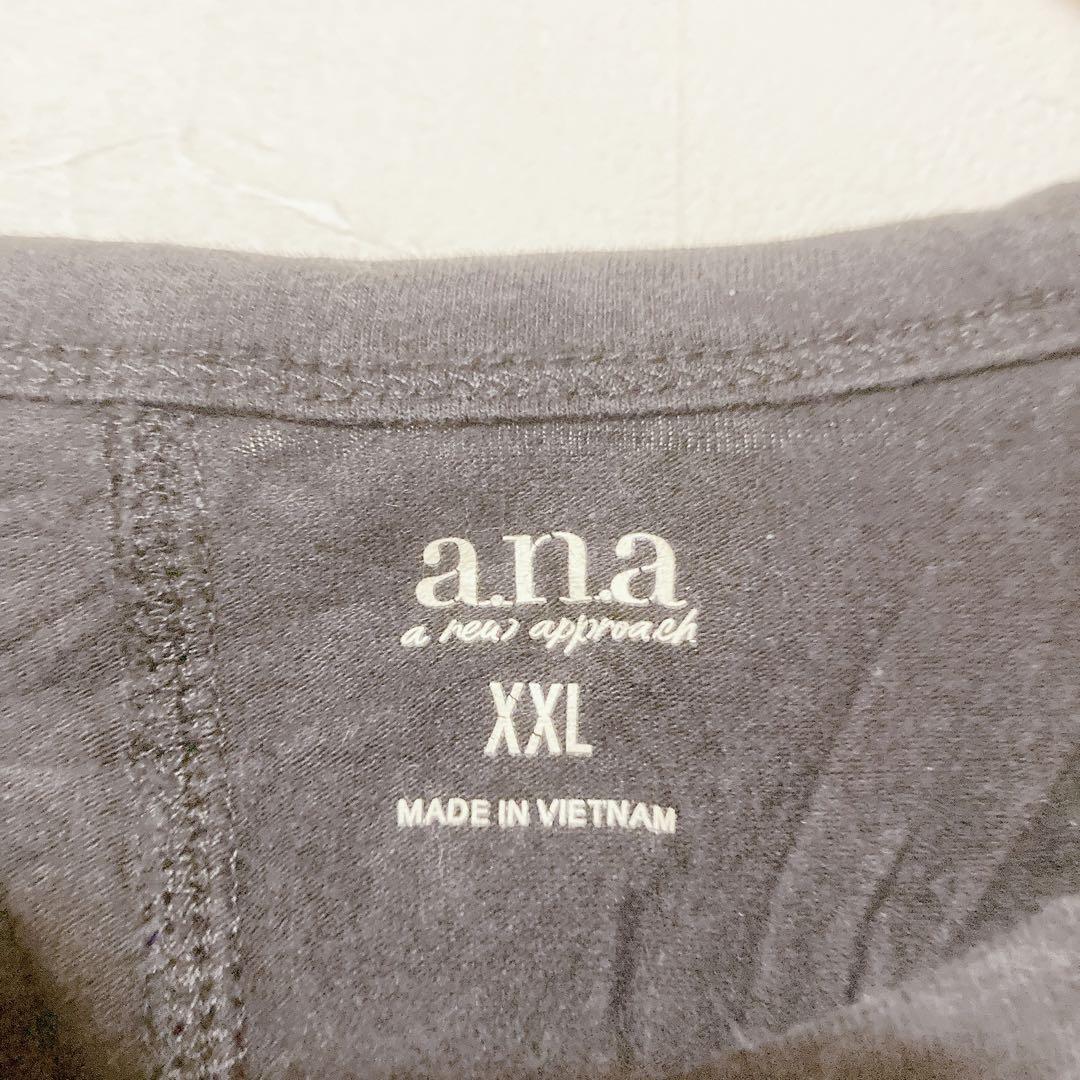 a.n.a
a new approach
XXL
MADE IN VIETNAM